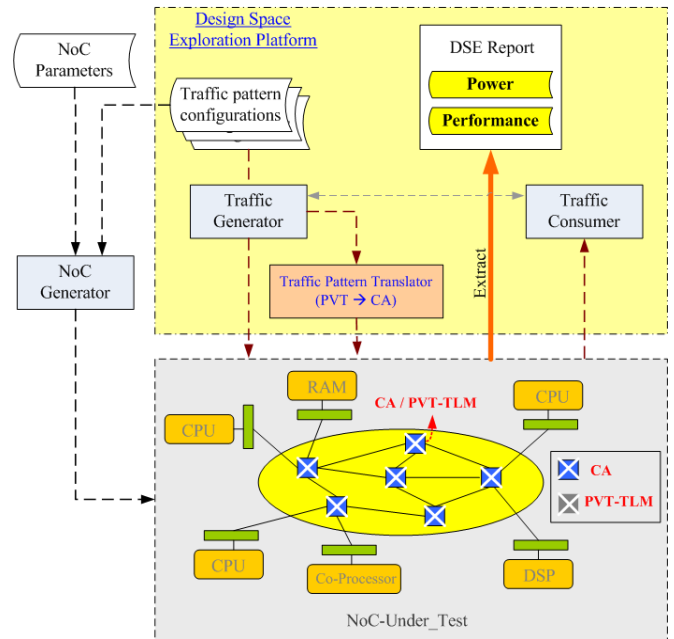 Design Space
Exploration Platform
NoC
Parameters
DSE Report
Power
Performance
Traffic pattern
configurations
Traffic
Generator
Traffic
Consumer
NoC
Generator
Traffic Pattern Translator
(PVT → CA)
Extract
RAM
CA / PVT-TLM
CPU
CPU
CA
PVT-TLM
CPU
Co-Processor
DSP
NoC-Under_Test